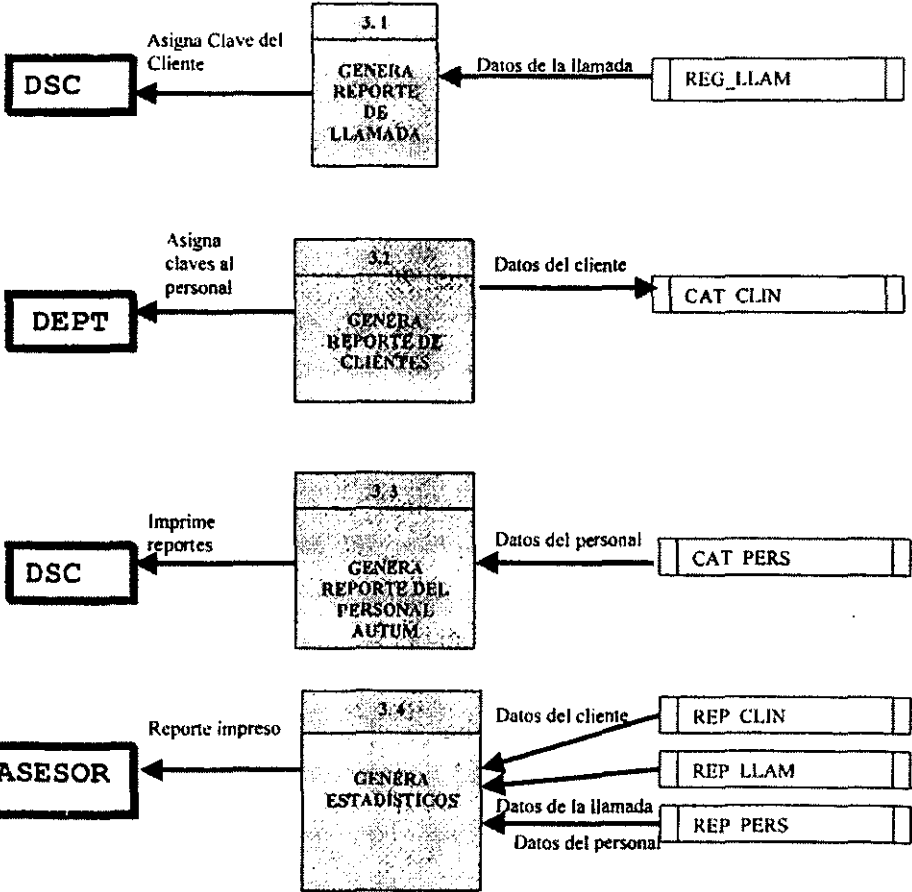 3.1
Asigna Clave del
Cliente
DSC
GENERA
REPORTE
DE
LLAMADA
Datos de la llamada
REG_LLAM
Asigna
claves al
personal
DEPT
3.2
GENERA
REPORTE DE
CLIENTES
Datos del cliente
CAT CLIN
Imprime
reportes
DSC
3.3
GENERA
REPORTE DEL
PERSONAL
AUTUM
Datos del personal
CAT PERS
Reporte impreso
ASESOR
3.4
GENERA
ESTADÍSTICOS
Datos del cliente
REP CLIN
REP LLAM
Datos de la llamada
REP PERS
Datos del personal